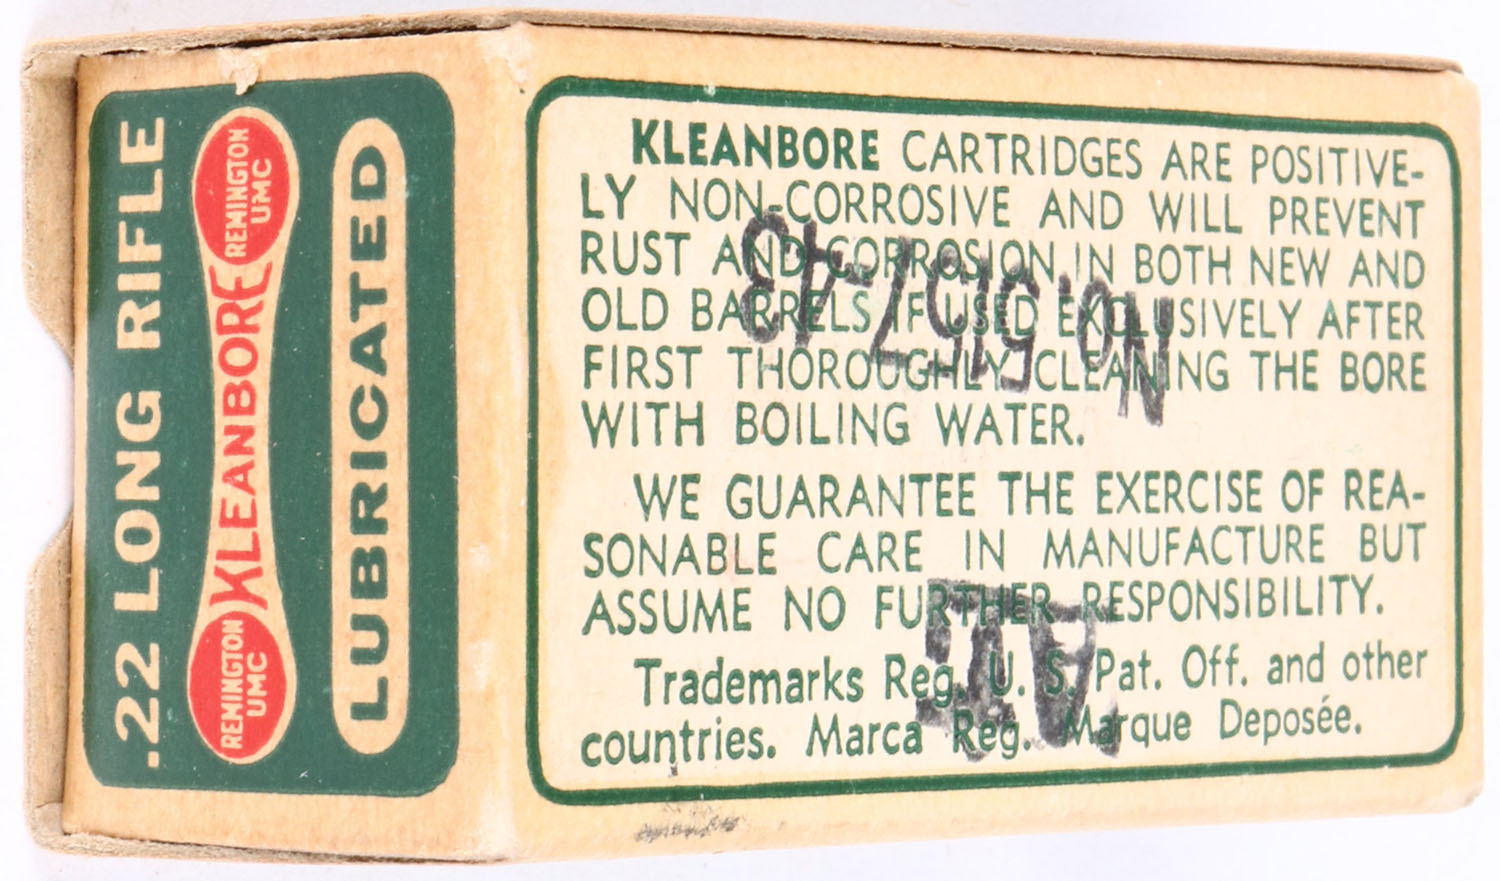 .22 LONG RIFLE
REMINGTON
UMC
KLEANBORE
REMINGTON
UMC
LUBRICATED
KLEANBORE CARTRIDGES ARE POSITIVE-
LY NON-CORROSIVE AND WILL PREVENT
RUST AND CORROSION IN BOTH NEW AND
OLD BARRELS IF USED EXCLUSIVELY AFTER
FIRST THOROUGHLY CLEANING THE BORE
WITH BOILING WATER.
WE GUARANTEE THE EXERCISE OF REA-
SONABLE CARE IN MANUFACTURE BUT
ASSUME NO FURTHER RESPONSIBILITY.
Trademarks Reg. U. S. Pat. Off. and other
countries. Marca Reg. Marque Deposée.